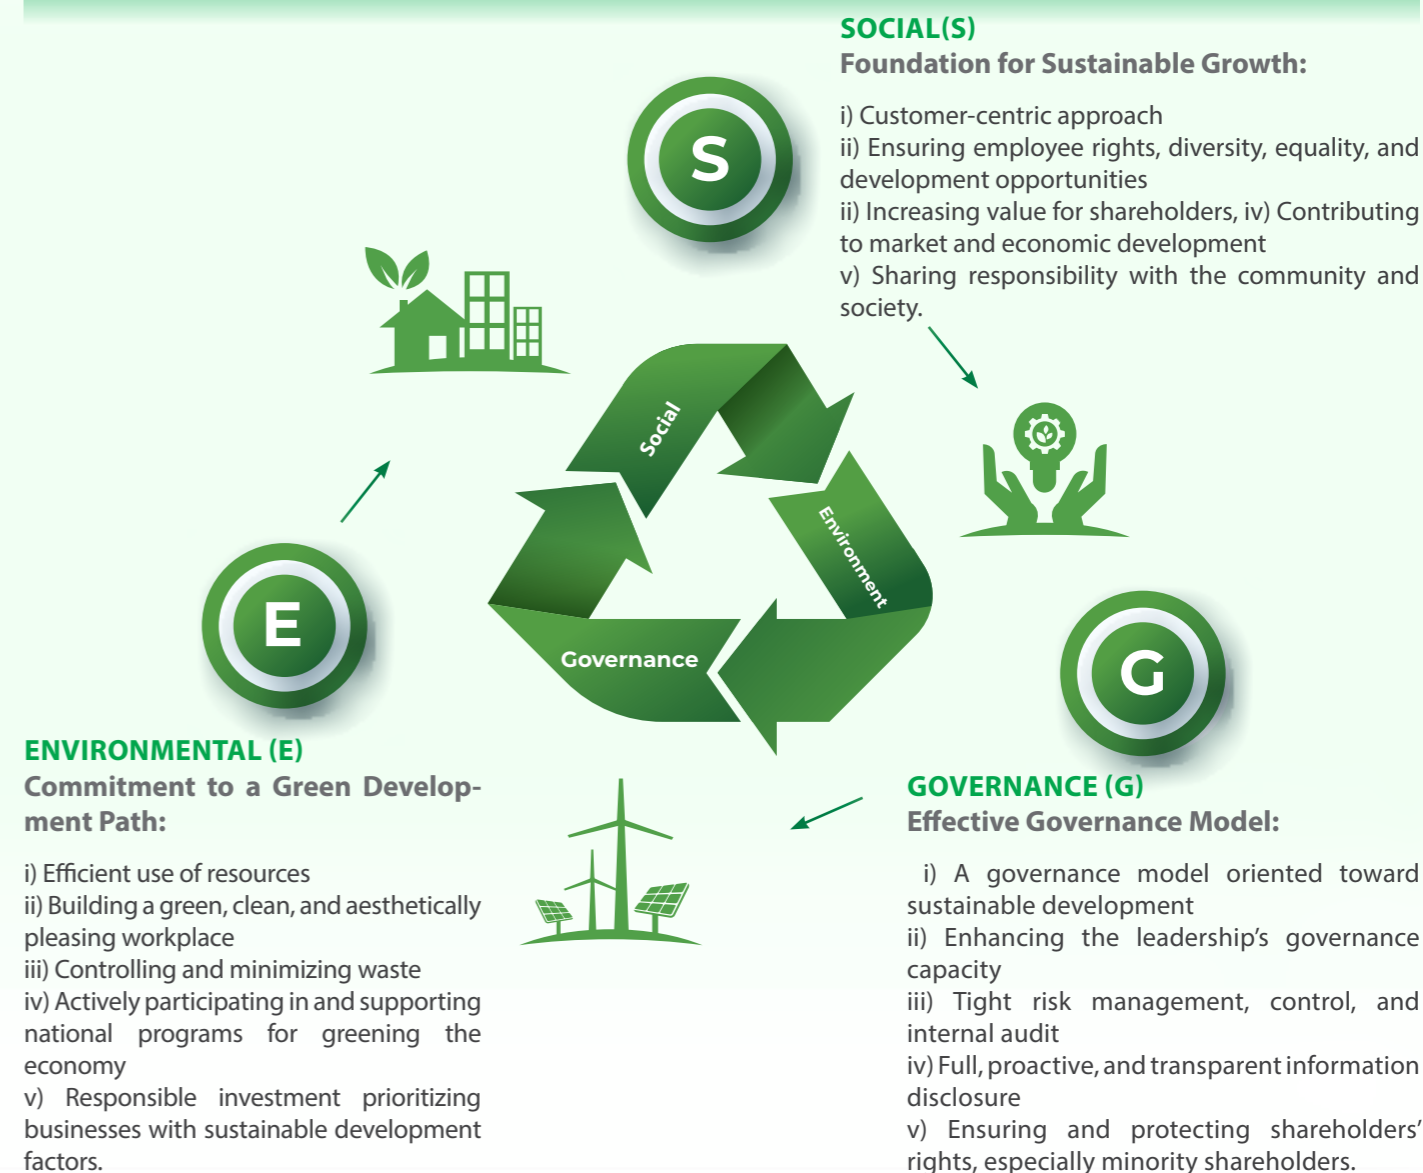 SOCIAL(S)
Foundation for Sustainable Growth:
i) Customer-centric approach
ii) Ensuring employee rights, diversity, equality, and
development opportunities
ii) Increasing value for shareholders, iv) Contributing
to market and economic development
v) Sharing responsibility with the community and
society.
S
Social
Environment
Governance
E
ENVIRONMENTAL (E)
Commitment to a Green Develop-
ment Path:
i) Efficient use of resources
ii) Building a green, clean, and aesthetically
pleasing workplace
iii) Controlling and minimizing waste
iv) Actively participating in and supporting
national programs for greening the
economy
v) Responsible investment prioritizing
businesses with sustainable development
factors.
G
GOVERNANCE (G)
Effective Governance Model:
i) A governance model oriented toward
sustainable development
ii) Enhancing the leadership's governance
capacity
iii) Tight risk management, control, and
internal audit
iv) Full, proactive, and transparent information
disclosure
v) Ensuring and protecting shareholders'
rights, especially minority shareholders.